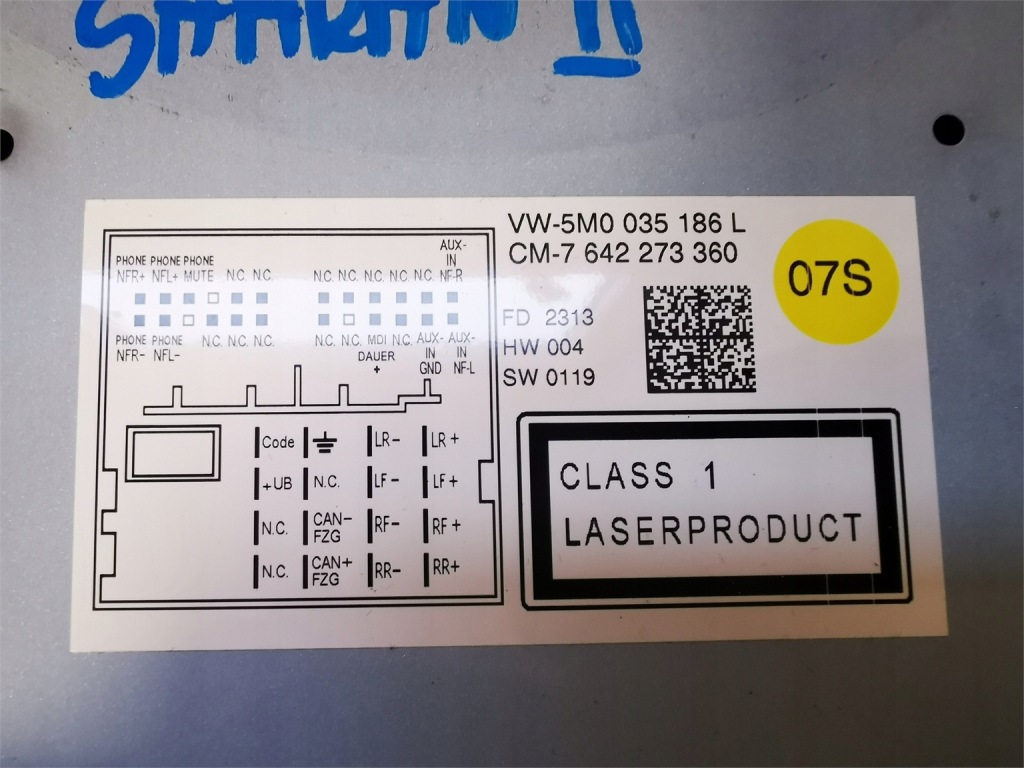 SHARAN II
VW-5M0 035 186 L
CM-7 642 273 360
07S
FD 2313
HW 004
SW 0119
AUX-
PHONE PHONE PHONE IN
NFR+ NFL+ MUTE N.C. N.C. N.C. N.C. N.C. N.C. N.C. NF-R
PHONE PHONE N.C. N.C. N.C. N.C. N.C. MDI N.C. AUX- AUX-
NFR- NFL- DAUER IN IN
+ GND NF-L
Code LR- LR+
+UB N.C. LF- LF+
N.C. CAN- RF- RF+
FZG
N.C. CAN+ RR- RR+
FZG
CLASS 1
LASERPRODUCT